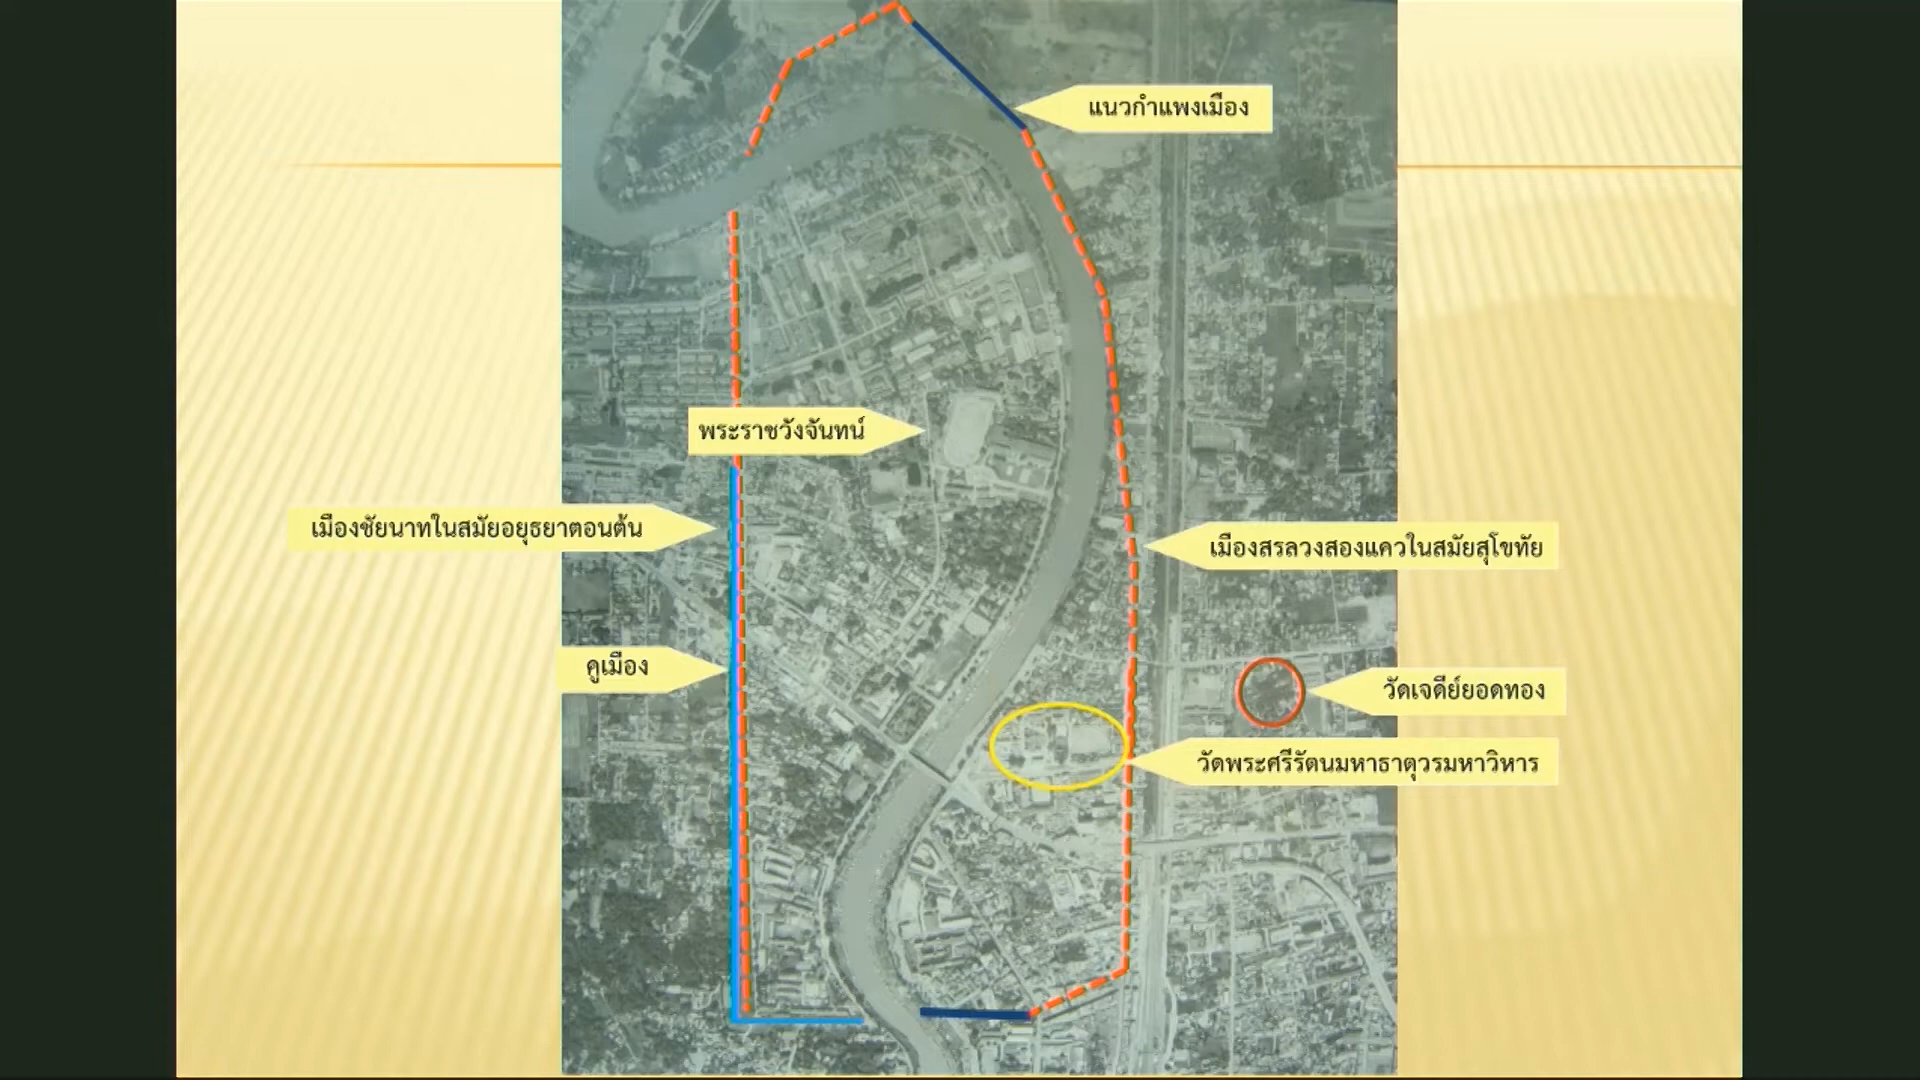 แนวกำแพงเมือง
พระราชวังจันทน์
เมืองชัยนาทในสมัยอยุธยาตอนต้น
เมืองสรลวงสองแควในสมัยสุโขทัย
คูเมือง
วัดเจดีย์ยอดทอง
วัดพระศรีรัตนมหาธาตุวรมหาวิหาร